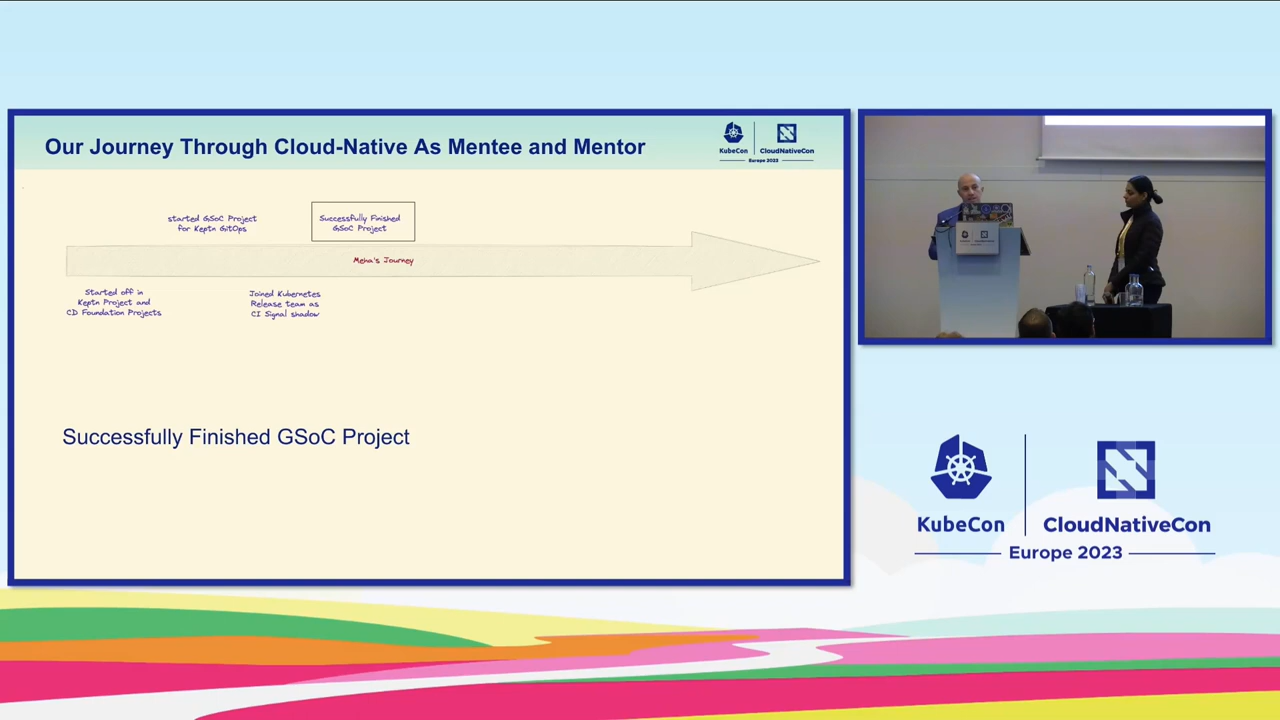 Our Journey Through Cloud-Native As Mentee and Mentor
KubeCon
CloudNativeCon
Europe 2023
started GSoC Project
for Keptn GitOps
Successfully Finished
GSoC Project
Meha's Journey
Started off in
Keptn Project and
CD Foundation Projects
Joined Kubernetes
Release team as
CI Signal shadow
Successfully Finished GSoC Project
KubeCon
CloudNativeCon
Europe 2023